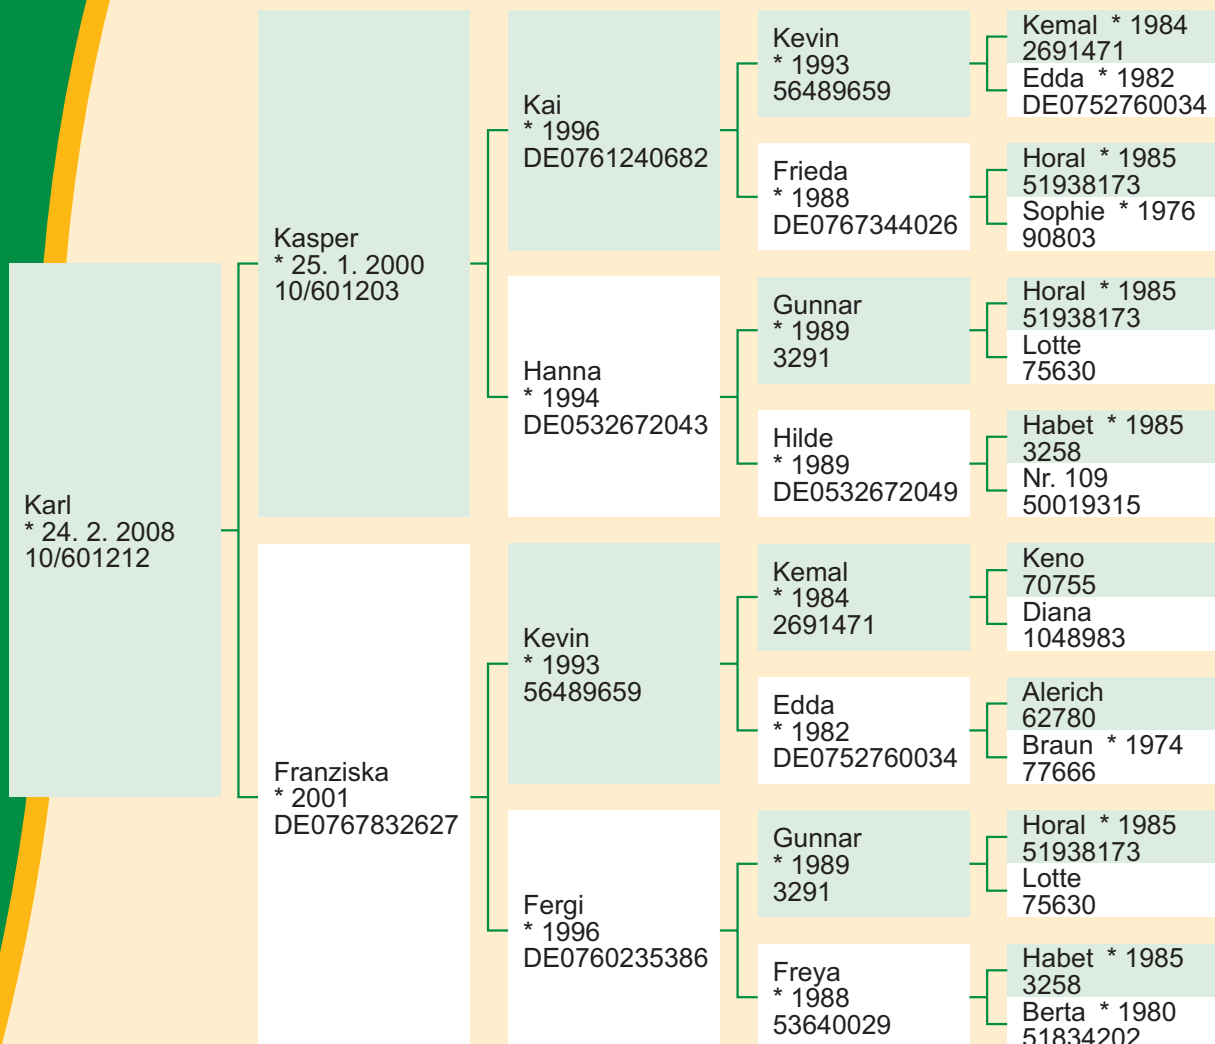 Karl
* 24. 2. 2008
10/601212
Kasper
* 25. 1. 2000
10/601203
Franziska
* 2001
DE0767832627
Kai
* 1996
DE0761240682
Hanna
* 1994
DE0532672043
Kevin
* 1993
56489659
Fergi
* 1996
DE0760235386
Kevin
* 1993
56489659
Frieda
* 1988
DE0767344026
Gunnar
* 1989
3291
Hilde
* 1989
DE0532672049
Kemal
* 1984
2691471
Edda
* 1982
DE0752760034
Gunnar
* 1989
3291
Freya
* 1988
53640029
Kemal * 1984
2691471
Edda * 1982
DE0752760034
Horal * 1985
51938173
Sophie * 1976
90803
Horal * 1985
51938173
Lotte
75630
Habet * 1985
3258
Nr. 109
50019315
Keno
70755
Diana
1048983
Alerich
62780
Braun * 1974
77666
Horal * 1985
51938173
Lotte
75630
Habet * 1985
3258
Berta * 1980
51834202